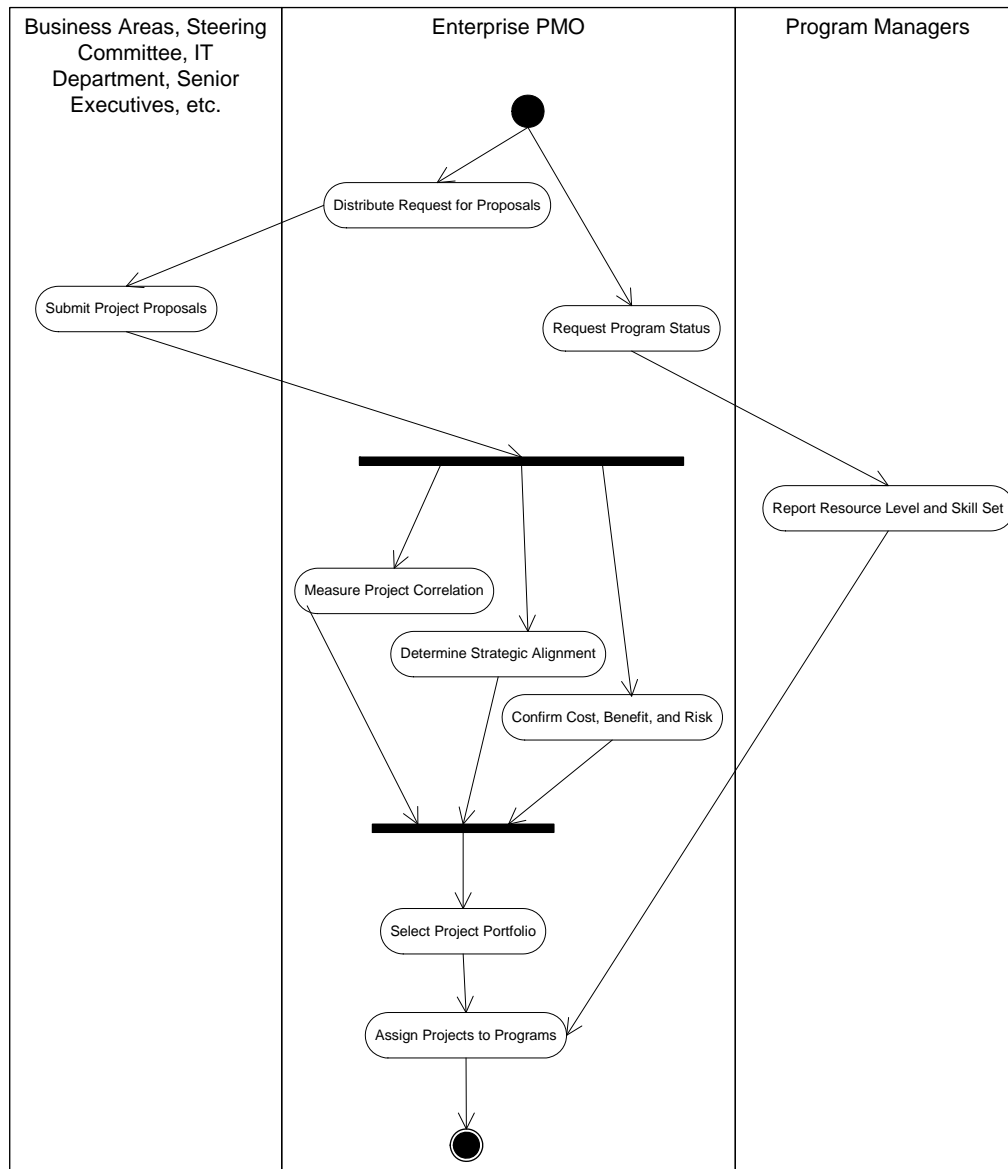 Business Areas, Steering
Committee, IT
Department, Senior
Executives, etc.
Enterprise PMO
Program Managers
Distribute Request for Proposals
Submit Project Proposals
Request Program Status
Report Resource Level and Skill Set
Measure Project Correlation
Determine Strategic Alignment
Confirm Cost, Benefit, and Risk
Select Project Portfolio
Assign Projects to Programs